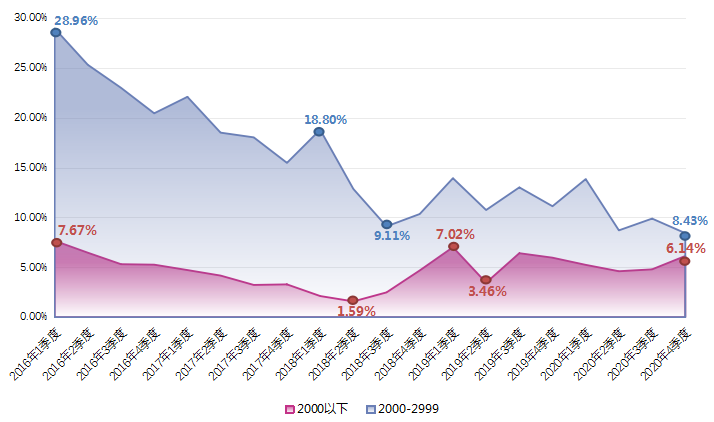 30.00%
28.96%
25.00%
20.00%
18.80%
15.00%
10.00%
9.11%
8.43%
7.67%
7.02%
6.14%
5.00%
3.46%
1.59%
0.00%
2016年1季度
2016年2季度
2016年3季度
2016年4季度
2017年1季度
2017年2季度
2017年3季度
2017年4季度
2018年1季度
2018年2季度
2018年3季度
2018年4季度
2019年1季度
2019年2季度
2019年3季度
2019年4季度
2020年1季度
2020年2季度
2020年3季度
2020年4季度
2000以下 2000-2999